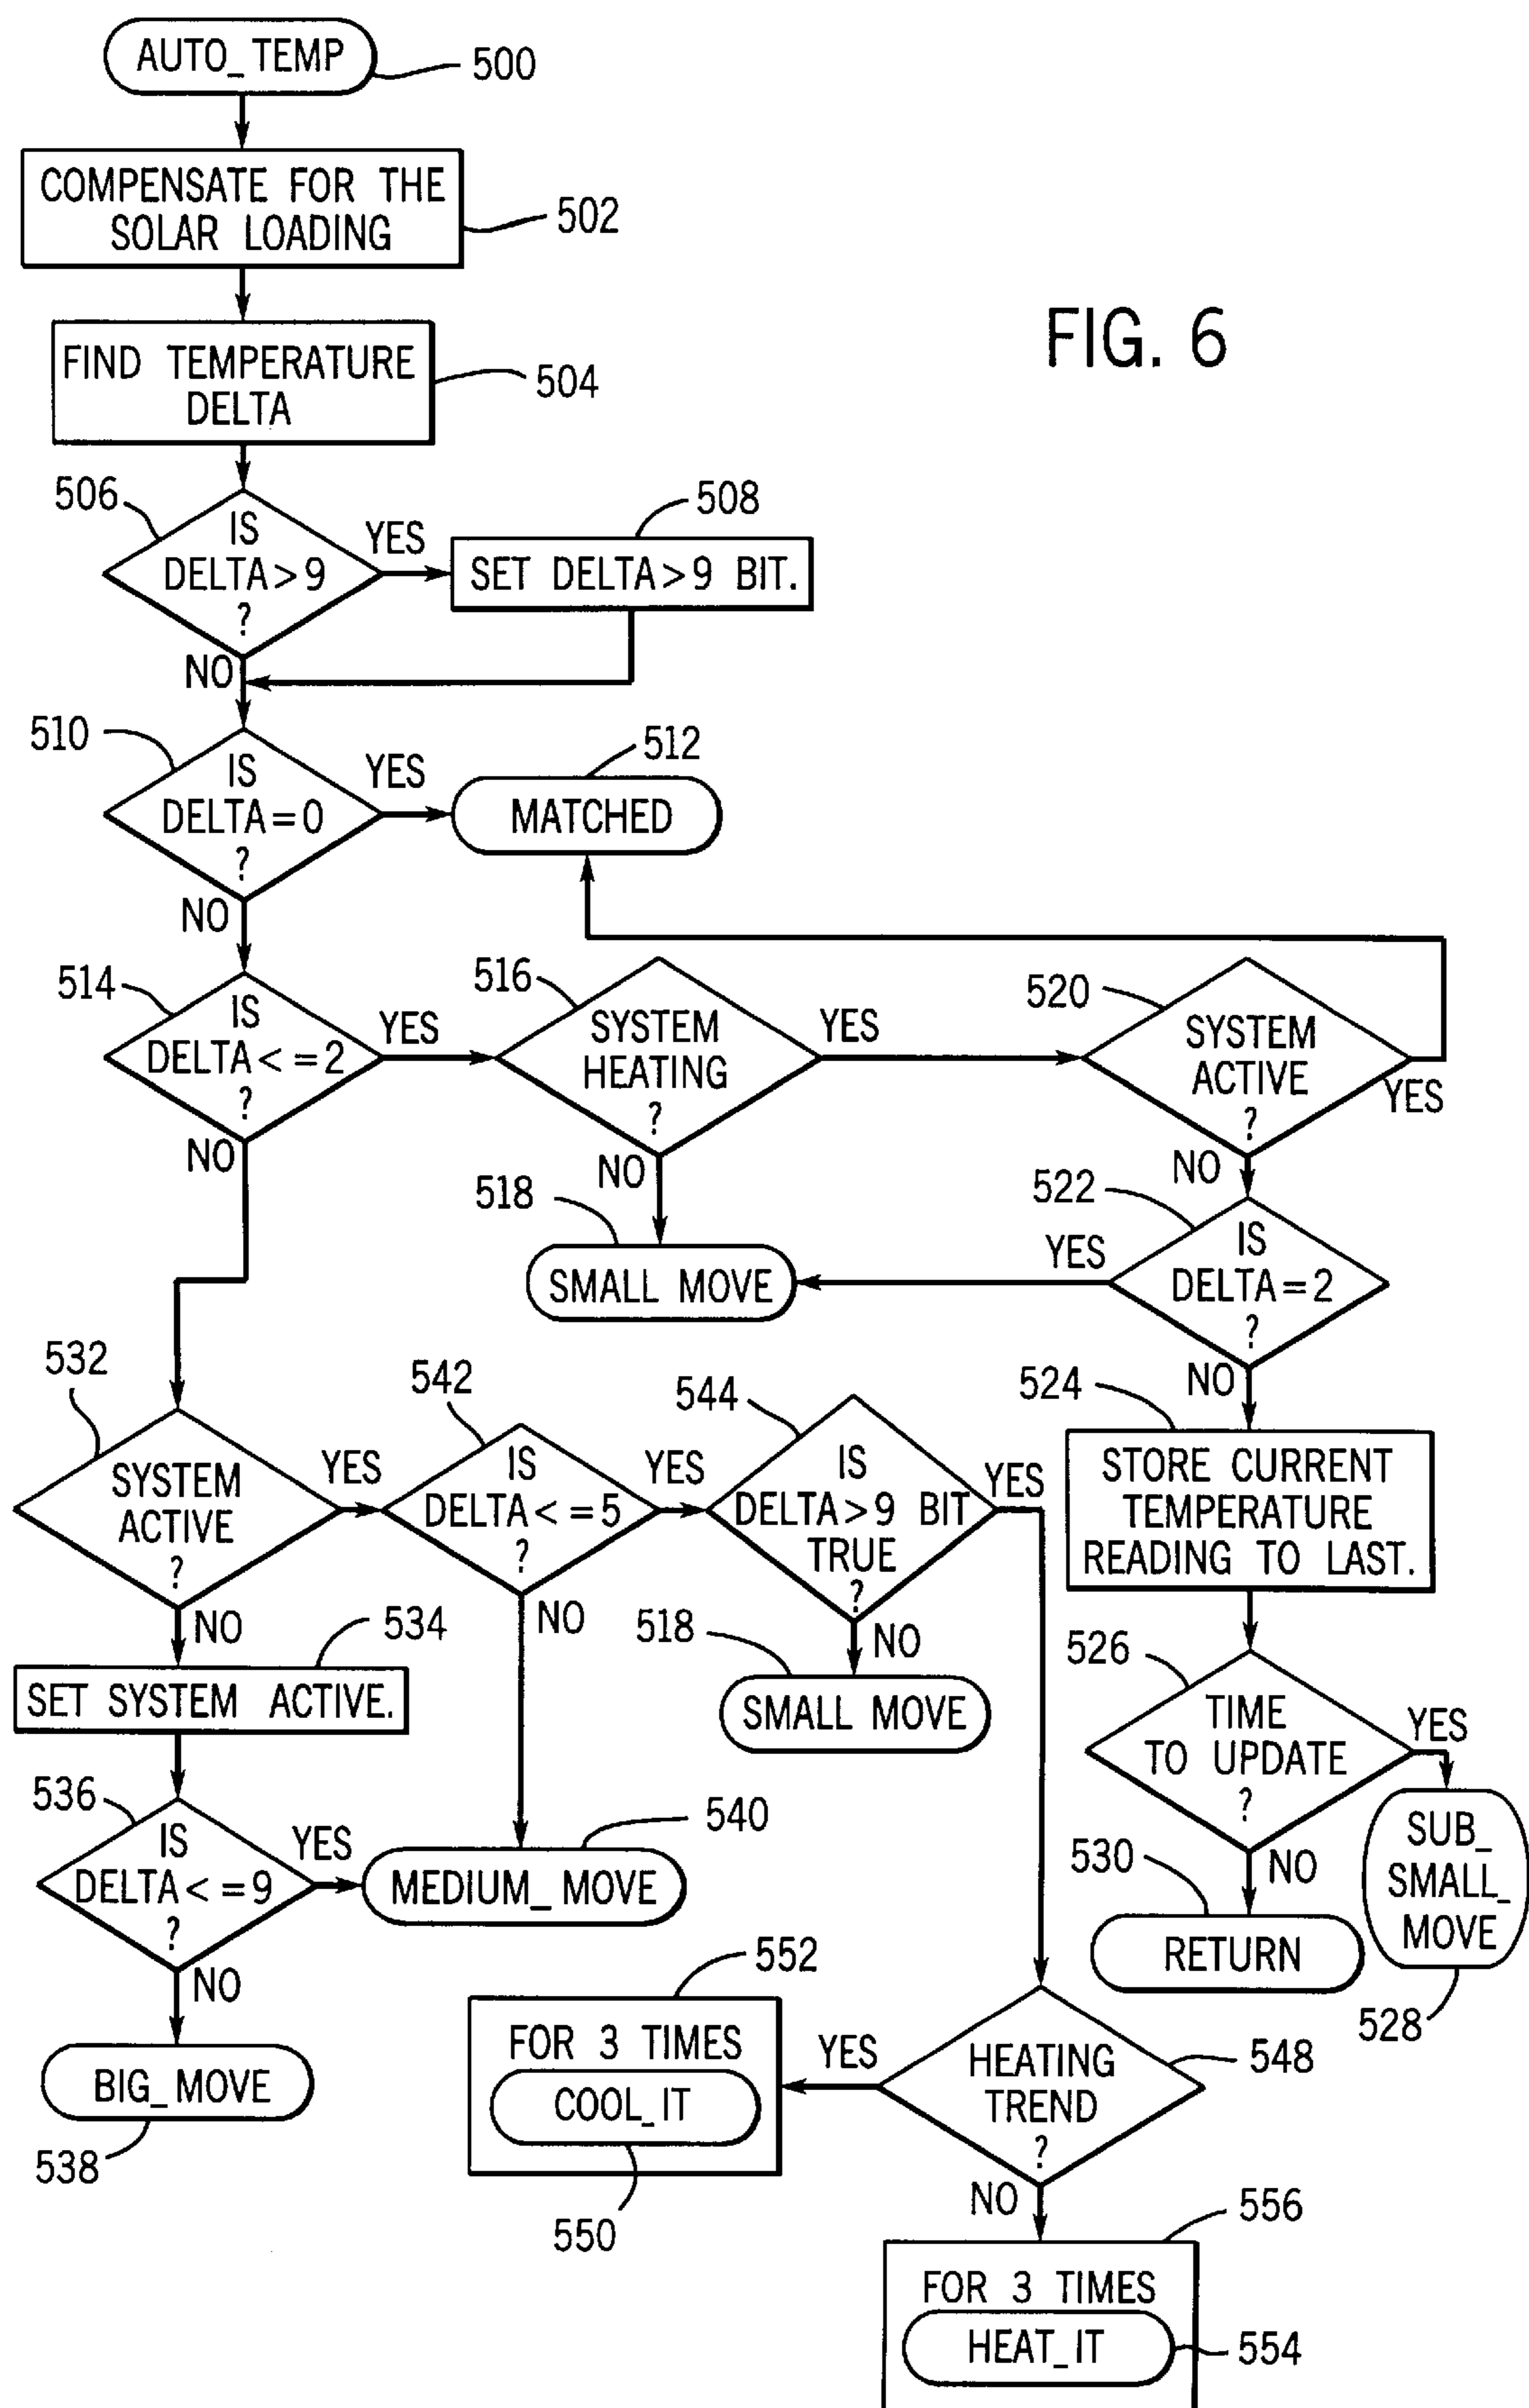 AUTO_TEMP
500
COMPENSATE FOR THE
SOLAR LOADING
502
FIG. 6
FIND TEMPERATURE
DELTA
504
506
IS
DELTA>9
?
YES
508
SET DELTA>9 BIT.
NO
510
IS
DELTA=0
?
YES
512
MATCHED
NO
514
IS
DELTA<=2
?
YES
516
SYSTEM
HEATING
?
YES
520
SYSTEM
ACTIVE
?
YES
NO
NO
NO
518
SMALL MOVE
522
IS
DELTA=2
?
YES
NO
532
SYSTEM
ACTIVE
?
YES
542
IS
DELTA<=5
?
YES
544
IS
DELTA>9 BIT
TRUE
?
YES
524
STORE CURRENT
TEMPERATURE
READING TO LAST.
NO
534
SET SYSTEM ACTIVE.
NO
518
NO
SMALL MOVE
526
TIME
TO UPDATE
?
YES
536
IS
DELTA<=9
?
YES
540
MEDIUM_MOVE
530
NO
RETURN
SUB_
SMALL_
MOVE
528
NO
BIG_MOVE
538
552
FOR 3 TIMES
COOL_IT
550
YES
HEATING
TREND
?
548
NO
556
FOR 3 TIMES
HEAT_IT
554